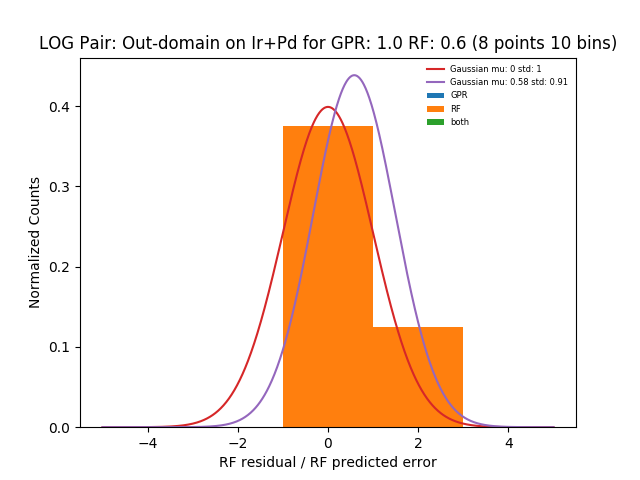 LOG Pair: Out-domain on Ir+Pd for GPR: 1.0 RF: 0.6 (8 points 10 bins)
Gaussian mu: 0 std: 1
Gaussian mu: 0.58 std: 0.91
GPR
RF
both
Normalized Counts
0.4
0.3
0.2
0.1
0.0
−4 −2 0 2 4
RF residual / RF predicted error